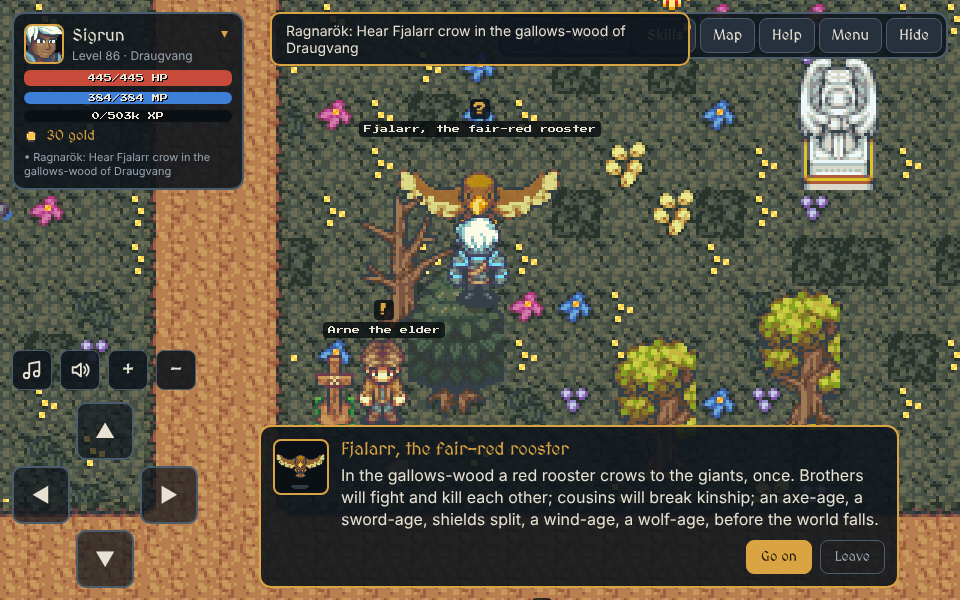 Sigrun
Level 86 · Draugvang
445/445 HP
384/384 MP
0/503k XP
30 gold
• Ragnarök: Hear Fjalarr crow in the
gallows-wood of Draugvang
Ragnarök: Hear Fjalarr crow in the gallows-wood of
Draugvang
Skills
Map
Help
Menu
Hide
?
Fjalarr, the fair-red rooster
!
Arne the elder
+
−
Fjalarr, the fair-red rooster
In the gallows-wood a red rooster crows to the giants, once. Brothers
will fight and kill each other; cousins will break kinship; an axe-age, a
sword-age, shields split, a wind-age, a wolf-age, before the world falls.
Go on
Leave